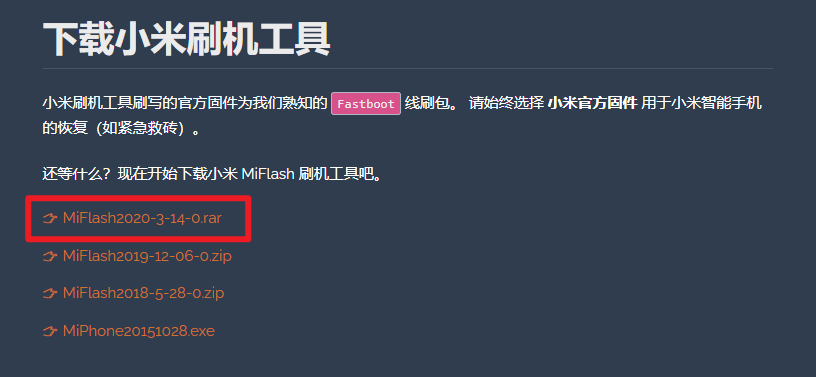 下载小米刷机工具
小米刷机工具刷写的官方固件为我们熟知的 Fastboot 线刷包。 请始终选择 小米官方固件 用于小米智能手机
的恢复（如紧急救砖）。
还等什么？现在开始下载小米 MiFlash 刷机工具吧。
👉 MiFlash2020-3-14-0.rar
👉 MiFlash2019-12-06-0.zip
👉 MiFlash2018-5-28-0.zip
👉 MiPhone20151028.exe